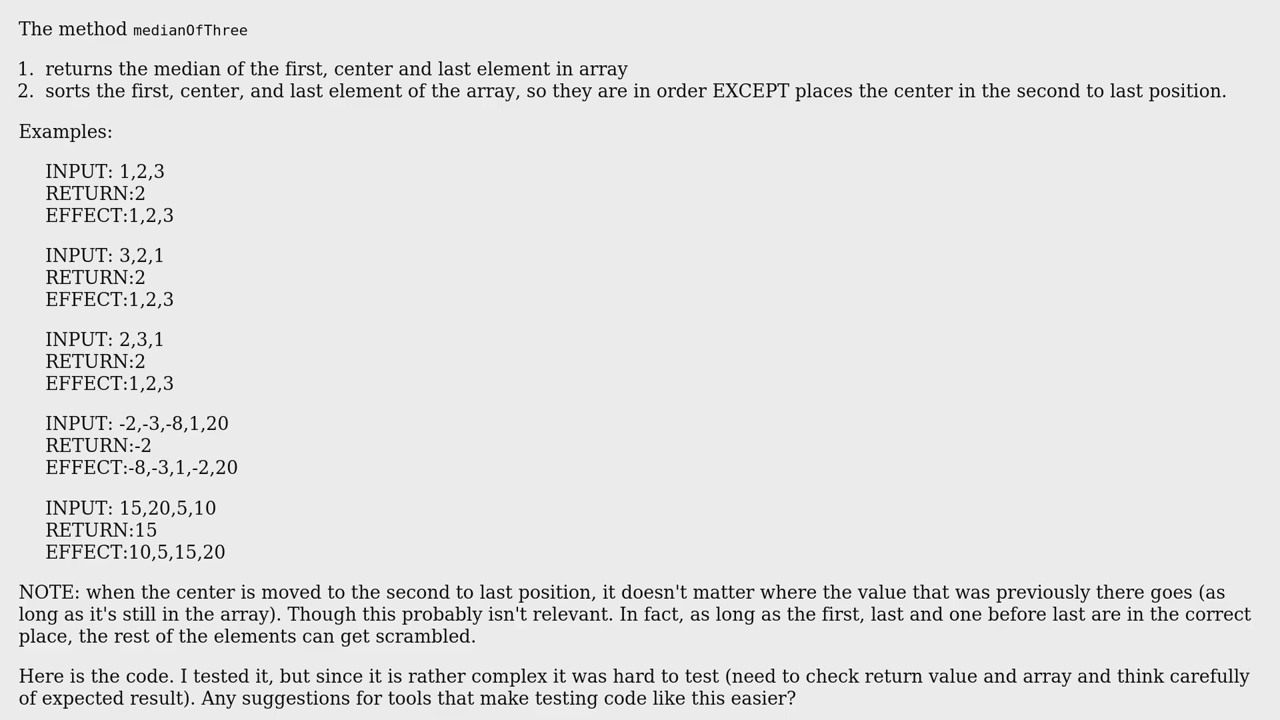 The method medianOfThree
1. returns the median of the first, center and last element in array
2. sorts the first, center, and last element of the array, so they are in order EXCEPT places the center in the second to last position.
Examples:
INPUT: 1,2,3
RETURN:2
EFFECT:1,2,3
INPUT: 3,2,1
RETURN:2
EFFECT:1,2,3
INPUT: 2,3,1
RETURN:2
EFFECT:1,2,3
INPUT: -2,-3,-8,1,20
RETURN:-2
EFFECT:-8,-3,1,-2,20
INPUT: 15,20,5,10
RETURN:15
EFFECT:10,5,15,20
NOTE: when the center is moved to the second to last position, it doesn't matter where the value that was previously there goes (as
long as it's still in the array). Though this probably isn't relevant. In fact, as long as the first, last and one before last are in the correct
place, the rest of the elements can get scrambled.
Here is the code. I tested it, but since it is rather complex it was hard to test (need to check return value and array and think carefully
of expected result). Any suggestions for tools that make testing code like this easier?